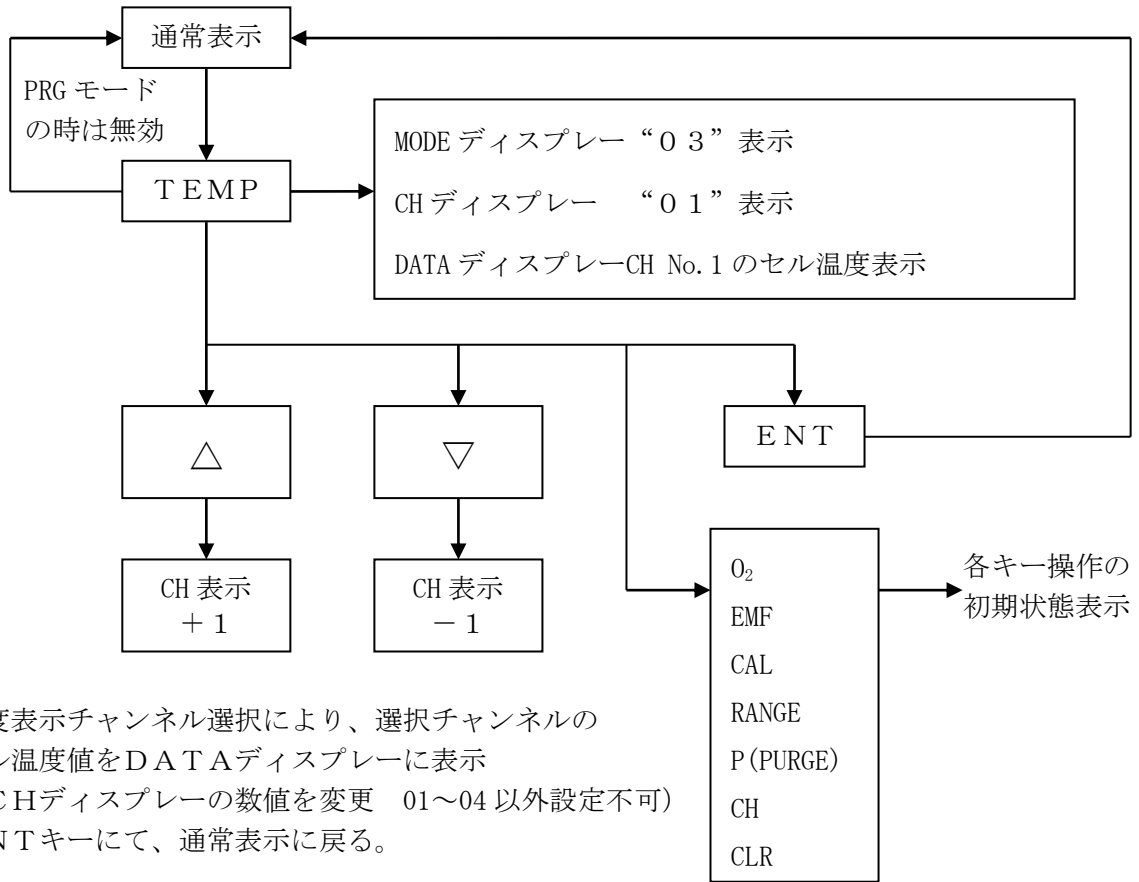 通常表示
PRG モード
の時は無効
ＴＥＭＰ
MODE ディスプレー “０３” 表示
CH ディスプレー “０１” 表示
DATA ディスプレーCH No.1 のセル温度表示
△
▽
ＥＮＴ
CH 表示
＋１
CH 表示
－１
O₂
EMF
CAL
RANGE
P(PURGE)
CH
CLR
各キー操作の
初期状態表示
度表示チャンネル選択により、選択チャンネルの
温度値をＤＡＴＡディスプレーに表示
ＣＨディスプレーの数値を変更　01～04 以外設定不可）
ＮＴキーにて、通常表示に戻る。